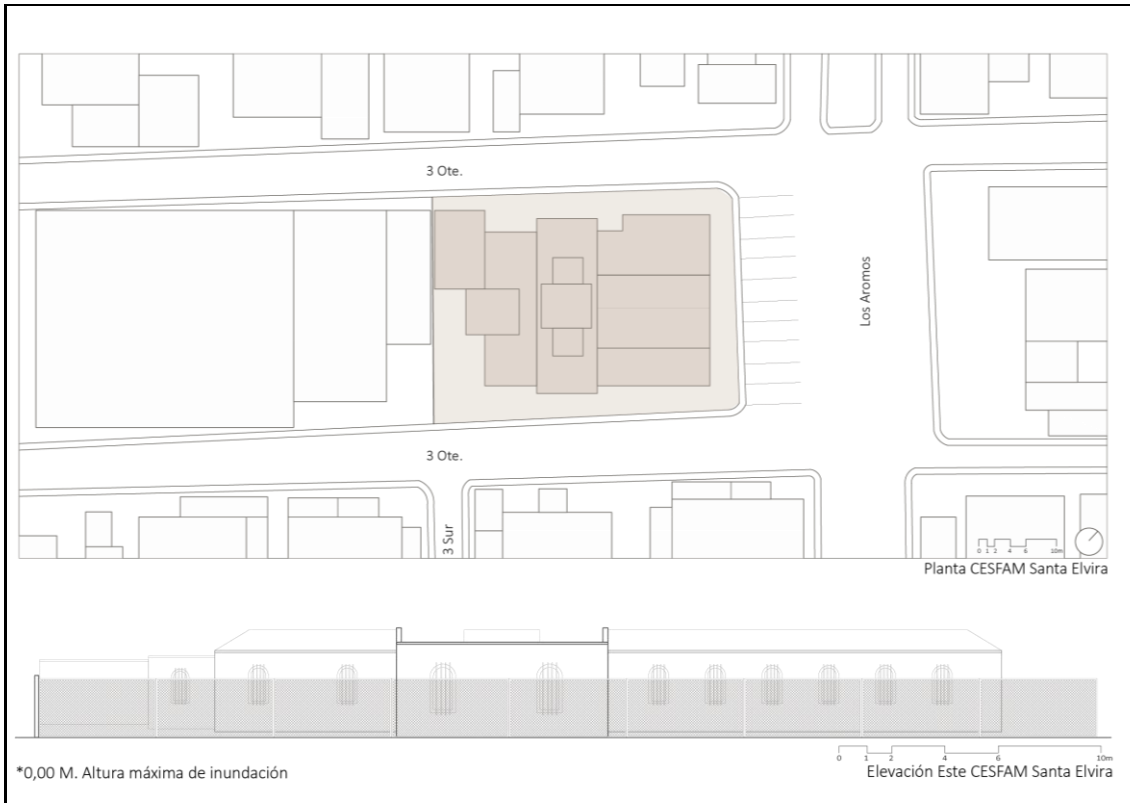 3 Ote.
Los Aromos
3 Ote.
3 Sur
0 1 2 4 6 10m
Planta CESFAM Santa Elvira
0 1 2 4 6 10m
*0,00 M. Altura máxima de inundación
Elevación Este CESFAM Santa Elvira